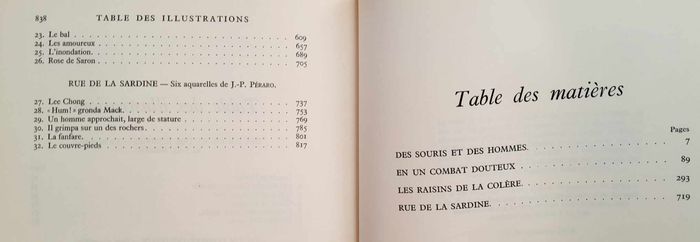 838 TABLE DES ILLUSTRATIONS
23. Le bal . . . . . . . . . . 609
24. Les amoureux . . . . . . . . . . 657
25. L'inondation. . . . . . . . . . 689
26. Rose de Saron . . . . . . . . . . 705
RUE DE LA SARDINE — Six aquarelles de J.-P. Péraro.
27. Lee Chong . . . . . . . . . . 737
28. «Hum!» gronda Mack. . . . . . . . . . 753
29. Un homme approchait, large de stature . . . . . . . . . . 769
30. Il grimpa sur un des rochers. . . . . . . . . . 785
31. La fanfare. . . . . . . . . . 801
32. Le couvre-pieds . . . . . . . . . . 817
Table des matières
Pages
DES SOURIS ET DES HOMMES. . . . . . . . . . 7
EN UN COMBAT DOUTEUX . . . . . . . . . . 89
LES RAISINS DE LA COLÈRE. . . . . . . . . . 293
RUE DE LA SARDINE. . . . . . . . . . 719